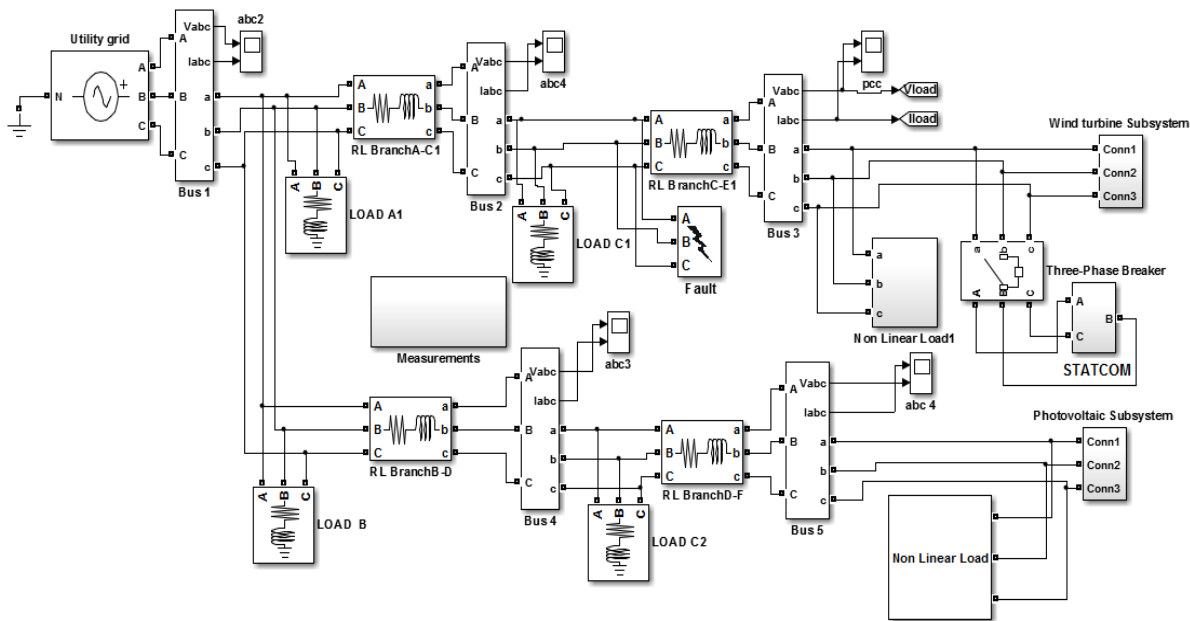 abc2
Utility grid
Vabc
Iabc
A
B
C
N
A
B
C
a
b
c
Bus 1
A
B
C
a
b
c
RL BranchA-C1
A B C
LOAD A1
abc4
Vabc
Iabc
A
B
C
a
b
c
Bus 2
A B C
LOAD C1
A
B
C
a
b
c
RL BranchC-E1
A
B
C
Fault
pcc
Vabc
Iabc
A
B
C
a
b
c
Bus 3
Vload
Iload
Wind turbine Subsystem
Conn1
Conn2
Conn3
a
b
c
Non Linear Load1
a b c
A B C
Three-Phase Breaker
A
B
C
STATCOM
Measurements
abc3
Vabc
Iabc
A
B
C
a
b
c
Bus 4
A
B
C
a
b
c
RL BranchB-D
A B C
LOAD B
A
B
C
a
b
c
RL BranchD-F
A B C
LOAD C2
abc 4
Vabc
Iabc
A
B
C
a
b
c
Bus 5
Photovoltaic Subsystem
Conn1
Conn2
Conn3
Non Linear Load